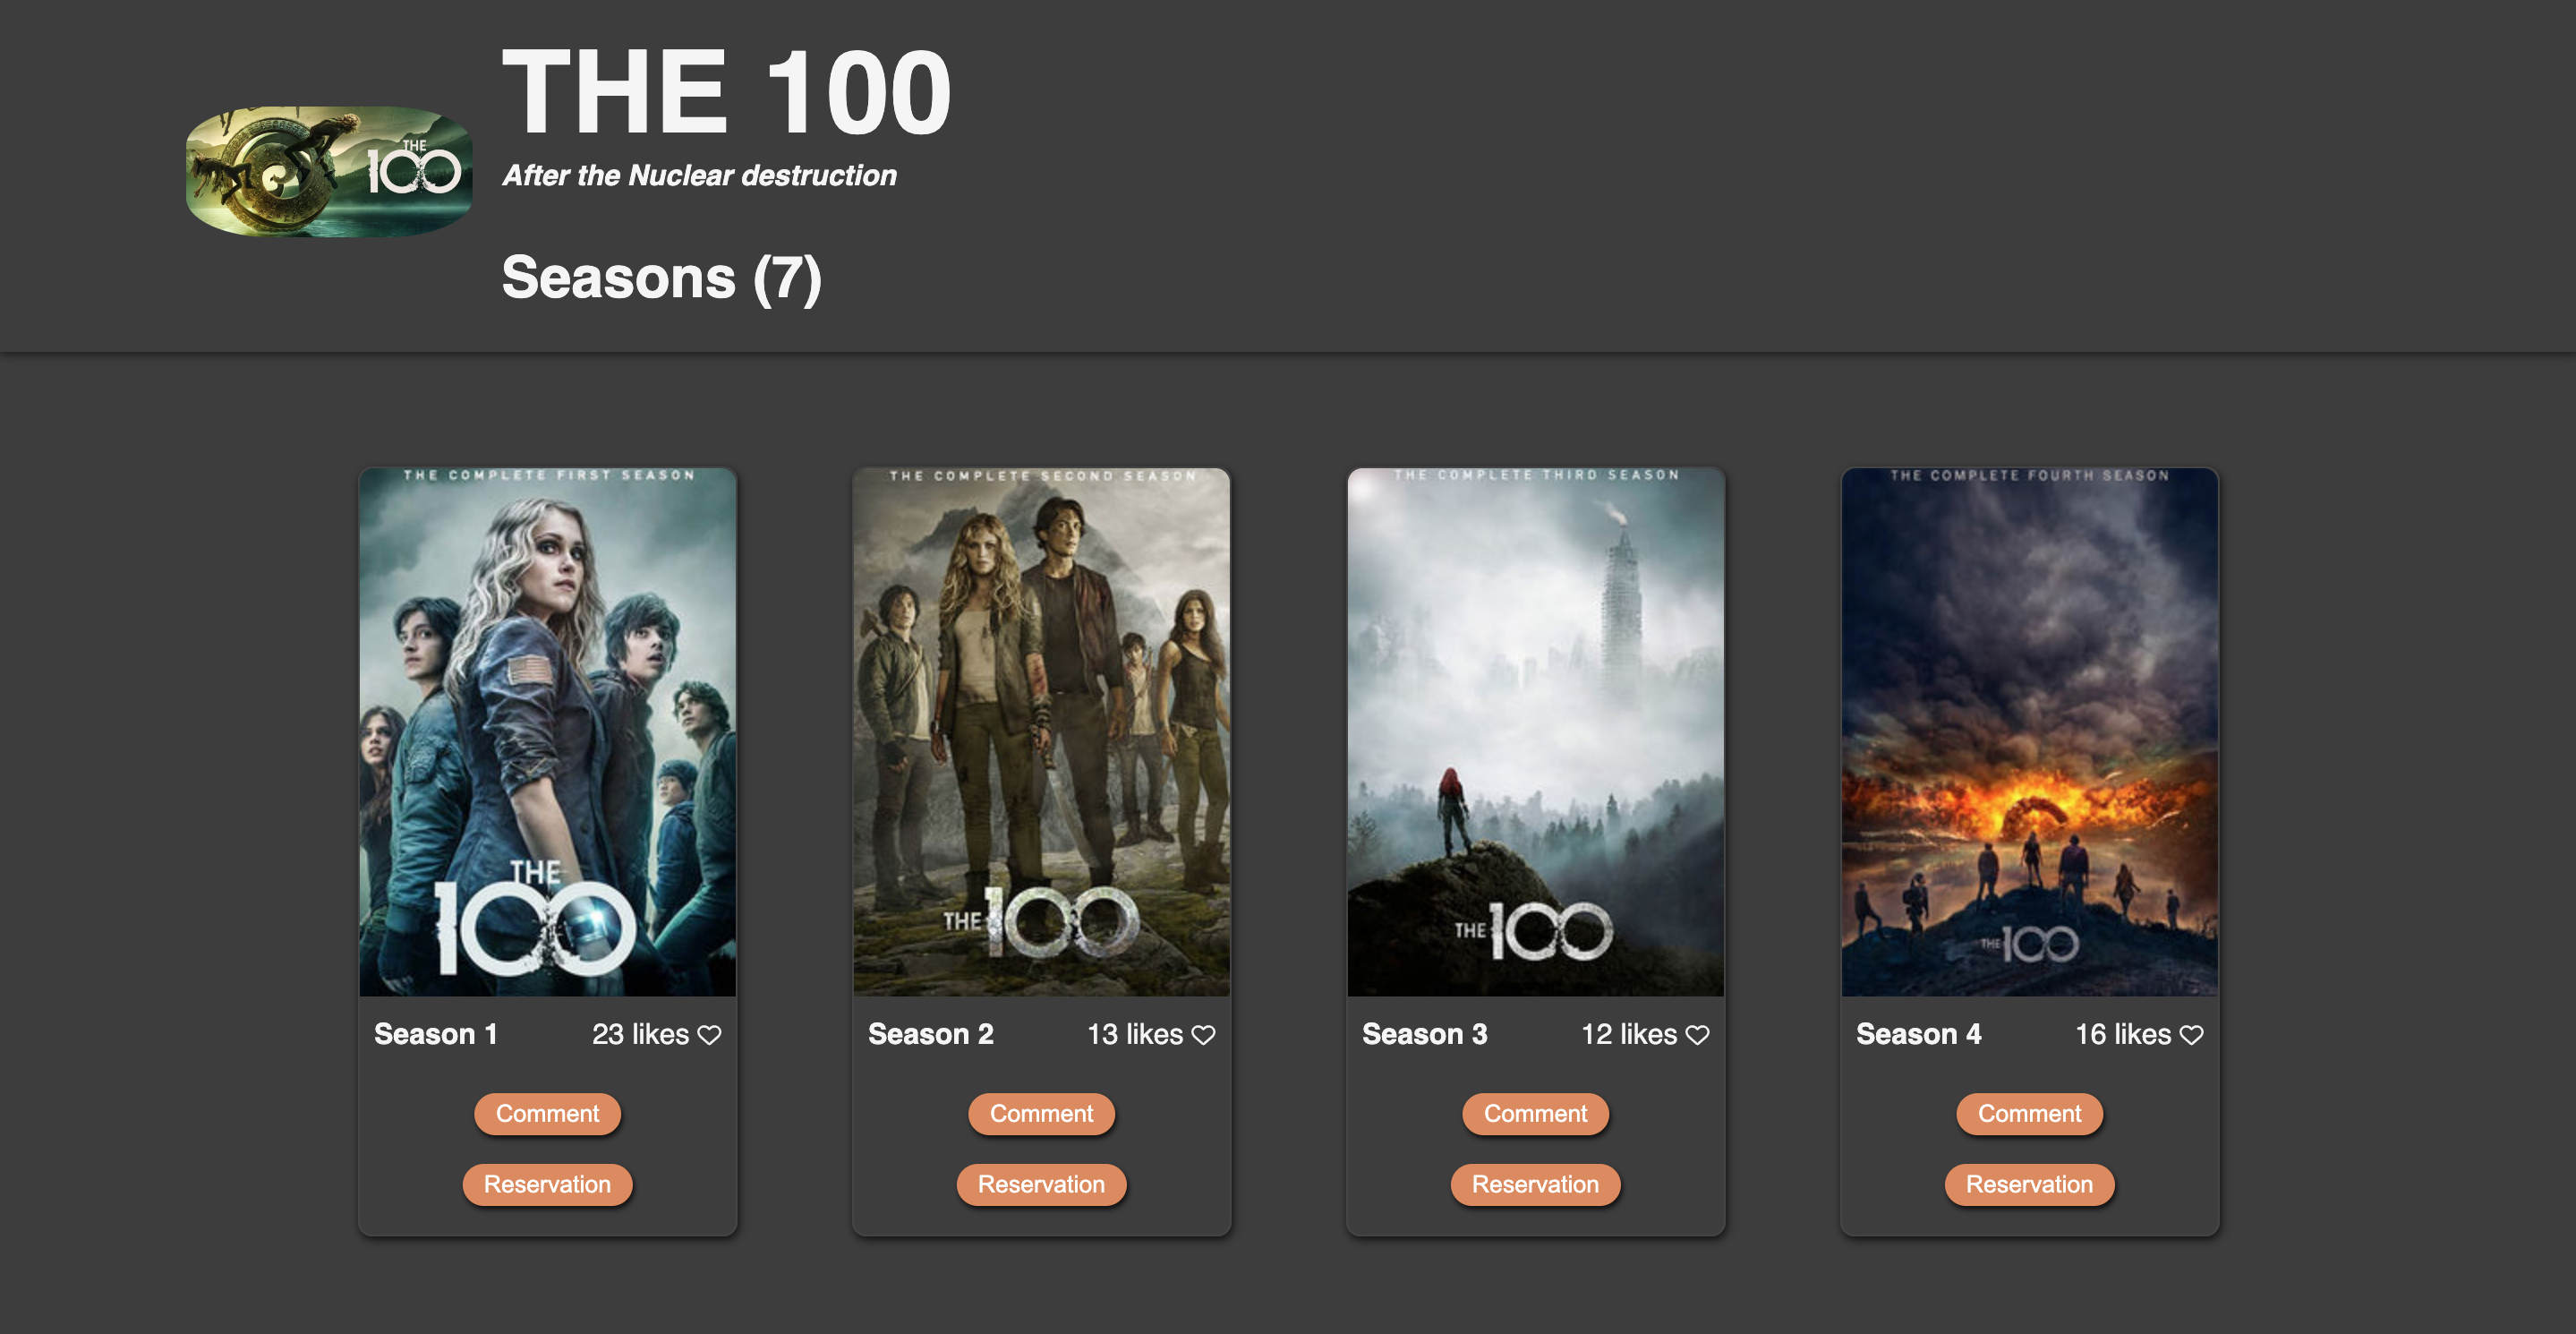 THE 100
THE
100
After the Nuclear destruction
Seasons (7)
THE COMPLETE FIRST SEASON
THE
100
Season 1 23 likes
Comment
Reservation
THE COMPLETE SECOND SEASON
THE 100
Season 2 13 likes
Comment
Reservation
THE COMPLETE THIRD SEASON
THE 100
Season 3 12 likes
Comment
Reservation
THE COMPLETE FOURTH SEASON
THE 100
Season 4 16 likes
Comment
Reservation